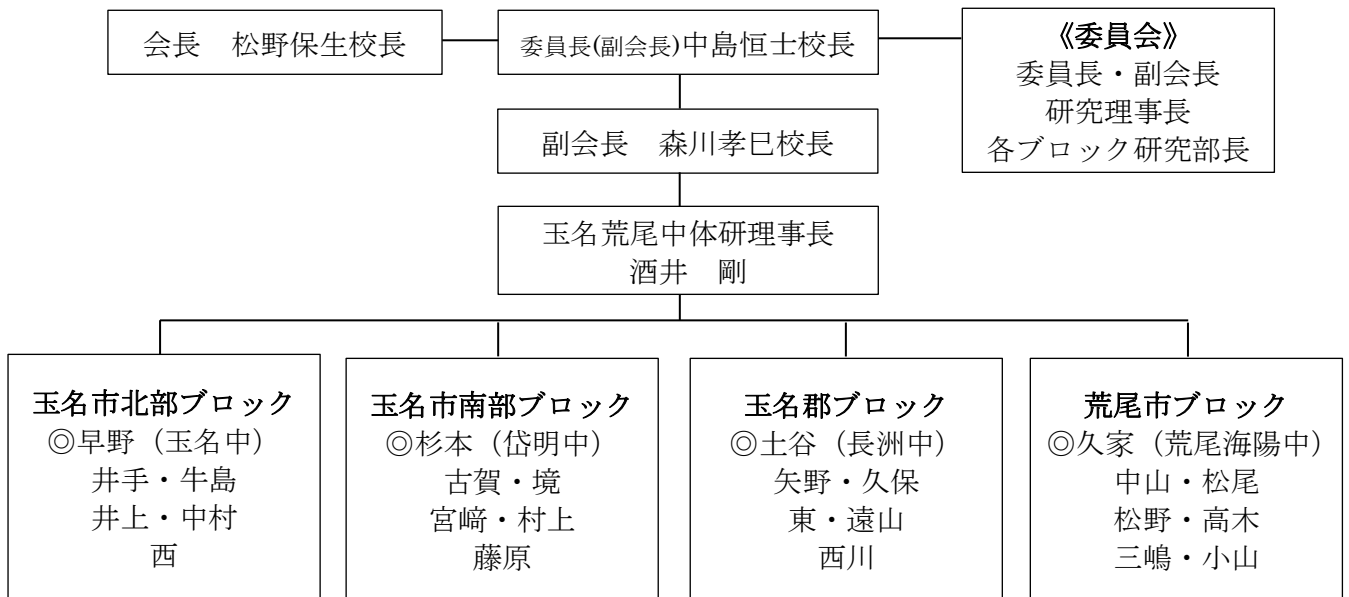 会長　松野保生校長
委員長(副会長)中島恒士校長
《委員会》
委員長・副会長
研究理事長
各ブロック研究部長
副会長　森川孝巳校長
玉名荒尾中体研理事長
酒井　剛
玉名市北部ブロック
◎早野（玉名中）
井手・牛島
井上・中村
西
玉名市南部ブロック
◎杉本（岱明中）
古賀・境
宮﨑・村上
藤原
玉名郡ブロック
◎土谷（長洲中）
矢野・久保
東・遠山
西川
荒尾市ブロック
◎久家（荒尾海陽中）
中山・松尾
松野・高木
三嶋・小山